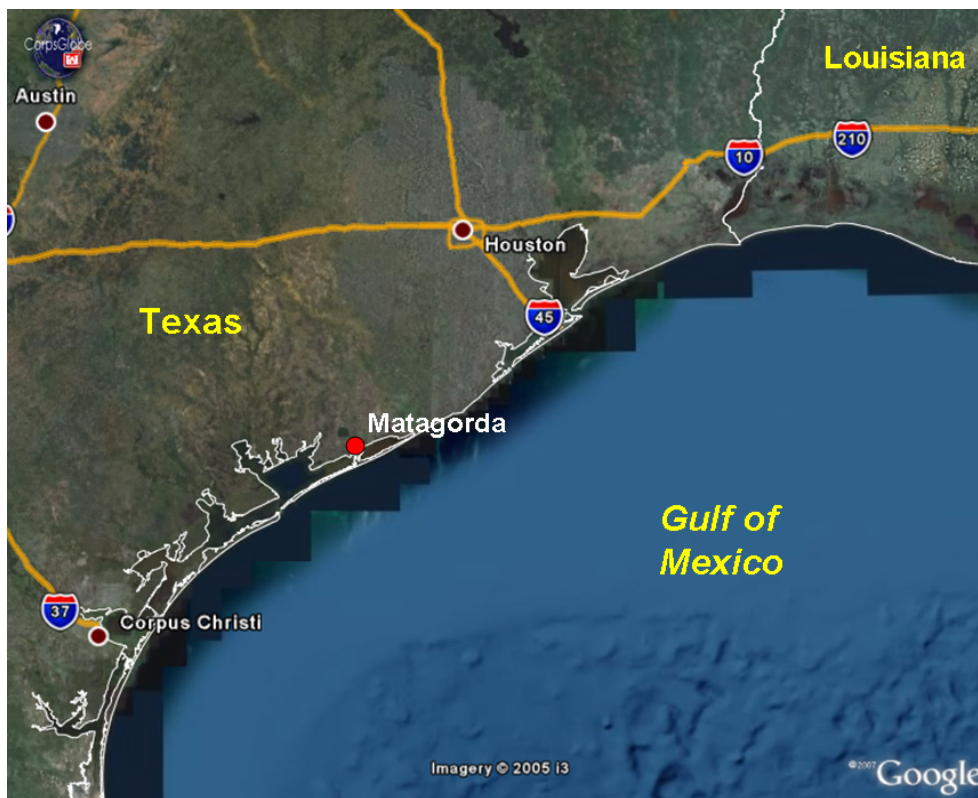 CorpsGlobe
Louisiana
Austin
10
210
Houston
Texas
45
Matagorda
Gulf of
Mexico
37
Corpus Christi
Imagery © 2005 i3
©2007 Google